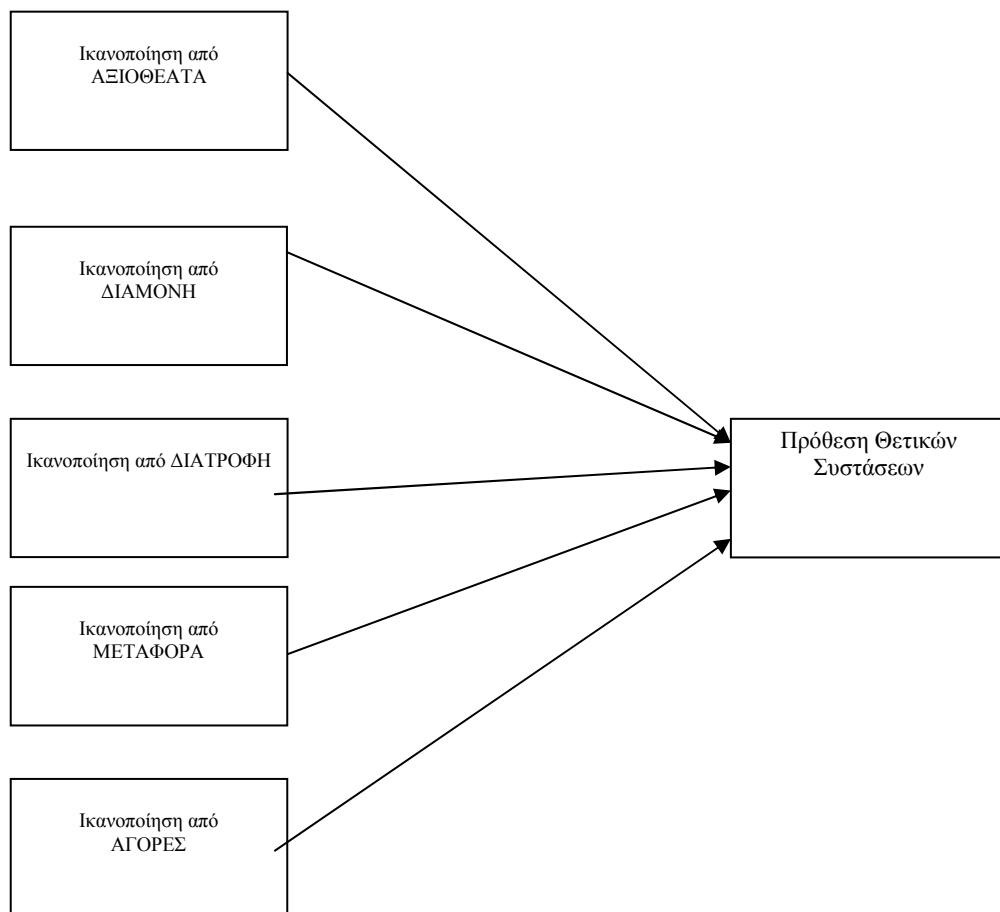 Ικανοποίηση από
ΑΞΙΟΘΕΑΤΑ
Ικανοποίηση από
ΔΙΑΜΟΝΗ
Ικανοποίηση από ΔΙΑΤΡΟΦΗ
Πρόθεση Θετικών
Συστάσεων
Ικανοποίηση από
ΜΕΤΑΦΟΡΑ
Ικανοποίηση από
ΑΓΟΡΕΣ